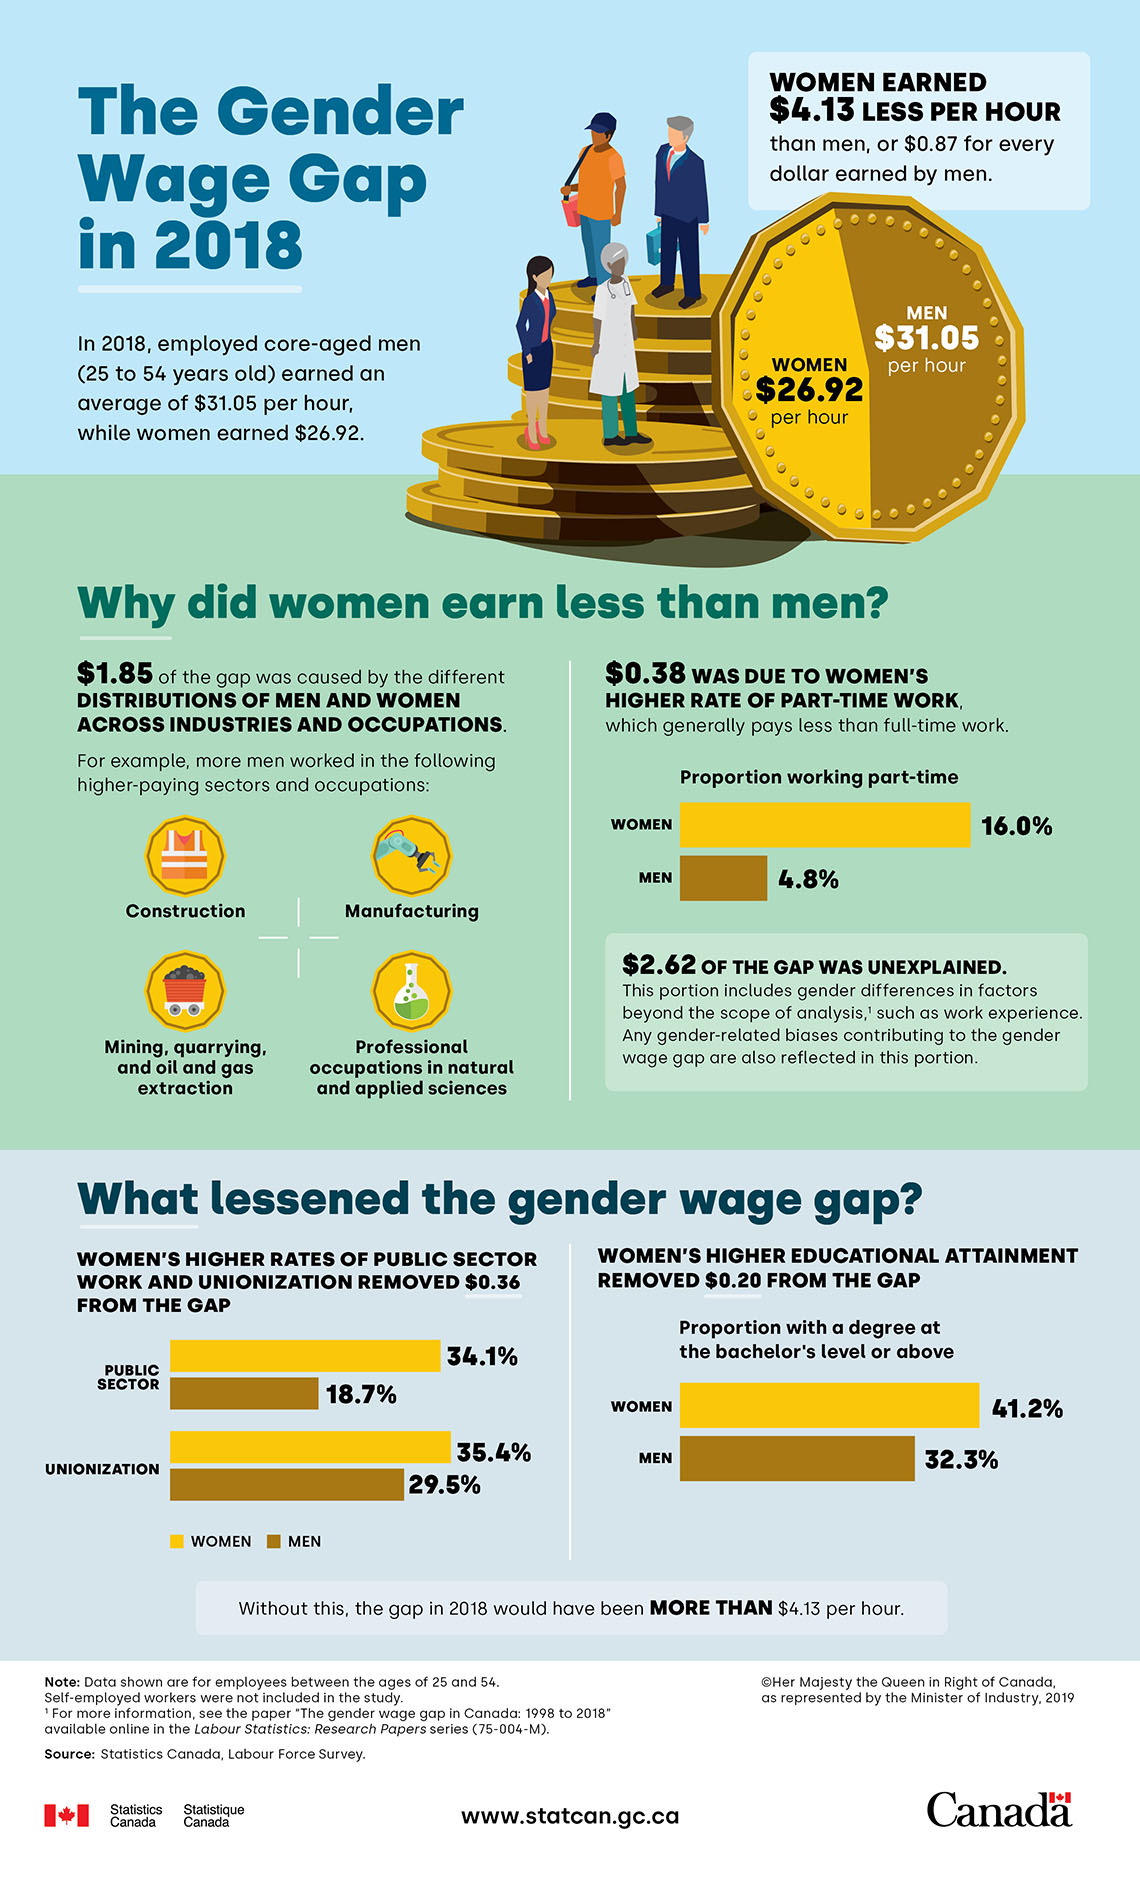 The Gender
Wage Gap
in 2018
In 2018, employed core-aged men
(25 to 54 years old) earned an
average of $31.05 per hour,
while women earned $26.92.
WOMEN EARNED
$4.13 LESS PER HOUR
than men, or $0.87 for every
dollar earned by men.
MEN
$31.05
per hour
WOMEN
$26.92
per hour
Why did women earn less than men?
$1.85 of the gap was caused by the different
DISTRIBUTIONS OF MEN AND WOMEN
ACROSS INDUSTRIES AND OCCUPATIONS.
For example, more men worked in the following
higher-paying sectors and occupations:
Construction
Manufacturing
Mining, quarrying,
and oil and gas
extraction
Professional
occupations in natural
and applied sciences
$0.38 WAS DUE TO WOMEN'S
HIGHER RATE OF PART-TIME WORK,
which generally pays less than full-time work.
Proportion working part-time
WOMEN 16.0%
MEN 4.8%
$2.62 OF THE GAP WAS UNEXPLAINED.
This portion includes gender differences in factors
beyond the scope of analysis,¹ such as work experience.
Any gender-related biases contributing to the gender
wage gap are also reflected in this portion.
What lessened the gender wage gap?
WOMEN'S HIGHER RATES OF PUBLIC SECTOR
WORK AND UNIONIZATION REMOVED $0.36
FROM THE GAP
PUBLIC
SECTOR
34.1%
18.7%
UNIONIZATION
35.4%
29.5%
WOMEN MEN
WOMEN'S HIGHER EDUCATIONAL ATTAINMENT
REMOVED $0.20 FROM THE GAP
Proportion with a degree at
the bachelor's level or above
WOMEN 41.2%
MEN 32.3%
Without this, the gap in 2018 would have been MORE THAN $4.13 per hour.
Note: Data shown are for employees between the ages of 25 and 54.
Self-employed workers were not included in the study.
¹ For more information, see the paper "The gender wage gap in Canada: 1998 to 2018"
available online in the Labour Statistics: Research Papers series (75-004-M).
Source: Statistics Canada, Labour Force Survey.
©Her Majesty the Queen in Right of Canada,
as represented by the Minister of Industry, 2019
Statistics
Canada
Statistique
Canada
www.statcan.gc.ca
Canada